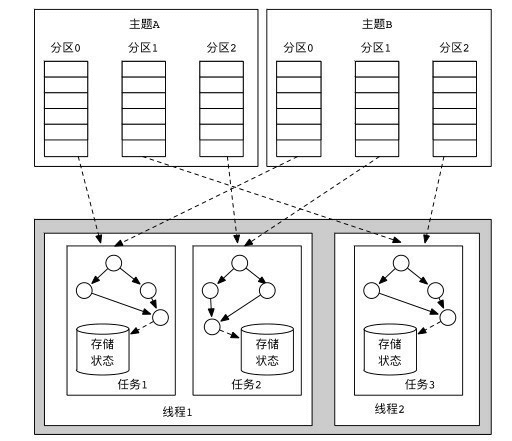 主题A
主题B
分区0
分区1
分区2
分区0
分区1
分区2
存储
状态
任务1
存储
状态
任务2
存储
状态
任务3
线程1
线程2